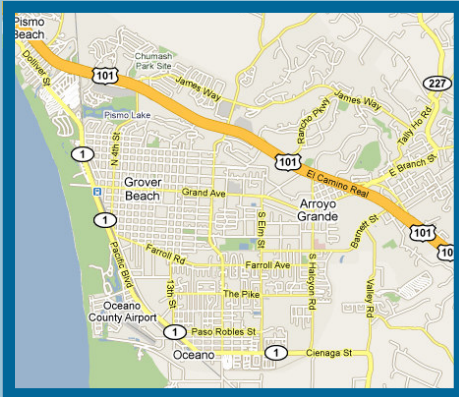 Pismo
Beach
Dolliver St
Chumash
Park Site
101
James Way
227
James Way
Rancho Pkwy
Tally Ho Rd
Pismo Lake
1
N 4th St
101
E Branch St
El Camino Real
Grover
Beach
Grand Ave
Arroyo
Grande
1
S Elm St
Barnett St
101
10
Pacific Blvd
Farroll Rd
Farroll Ave
S Halcyon Rd
Valley Rd
13th St
The Pike
Oceano
County Airport
1
Paso Robles St
Oceano
1
Cienaga St